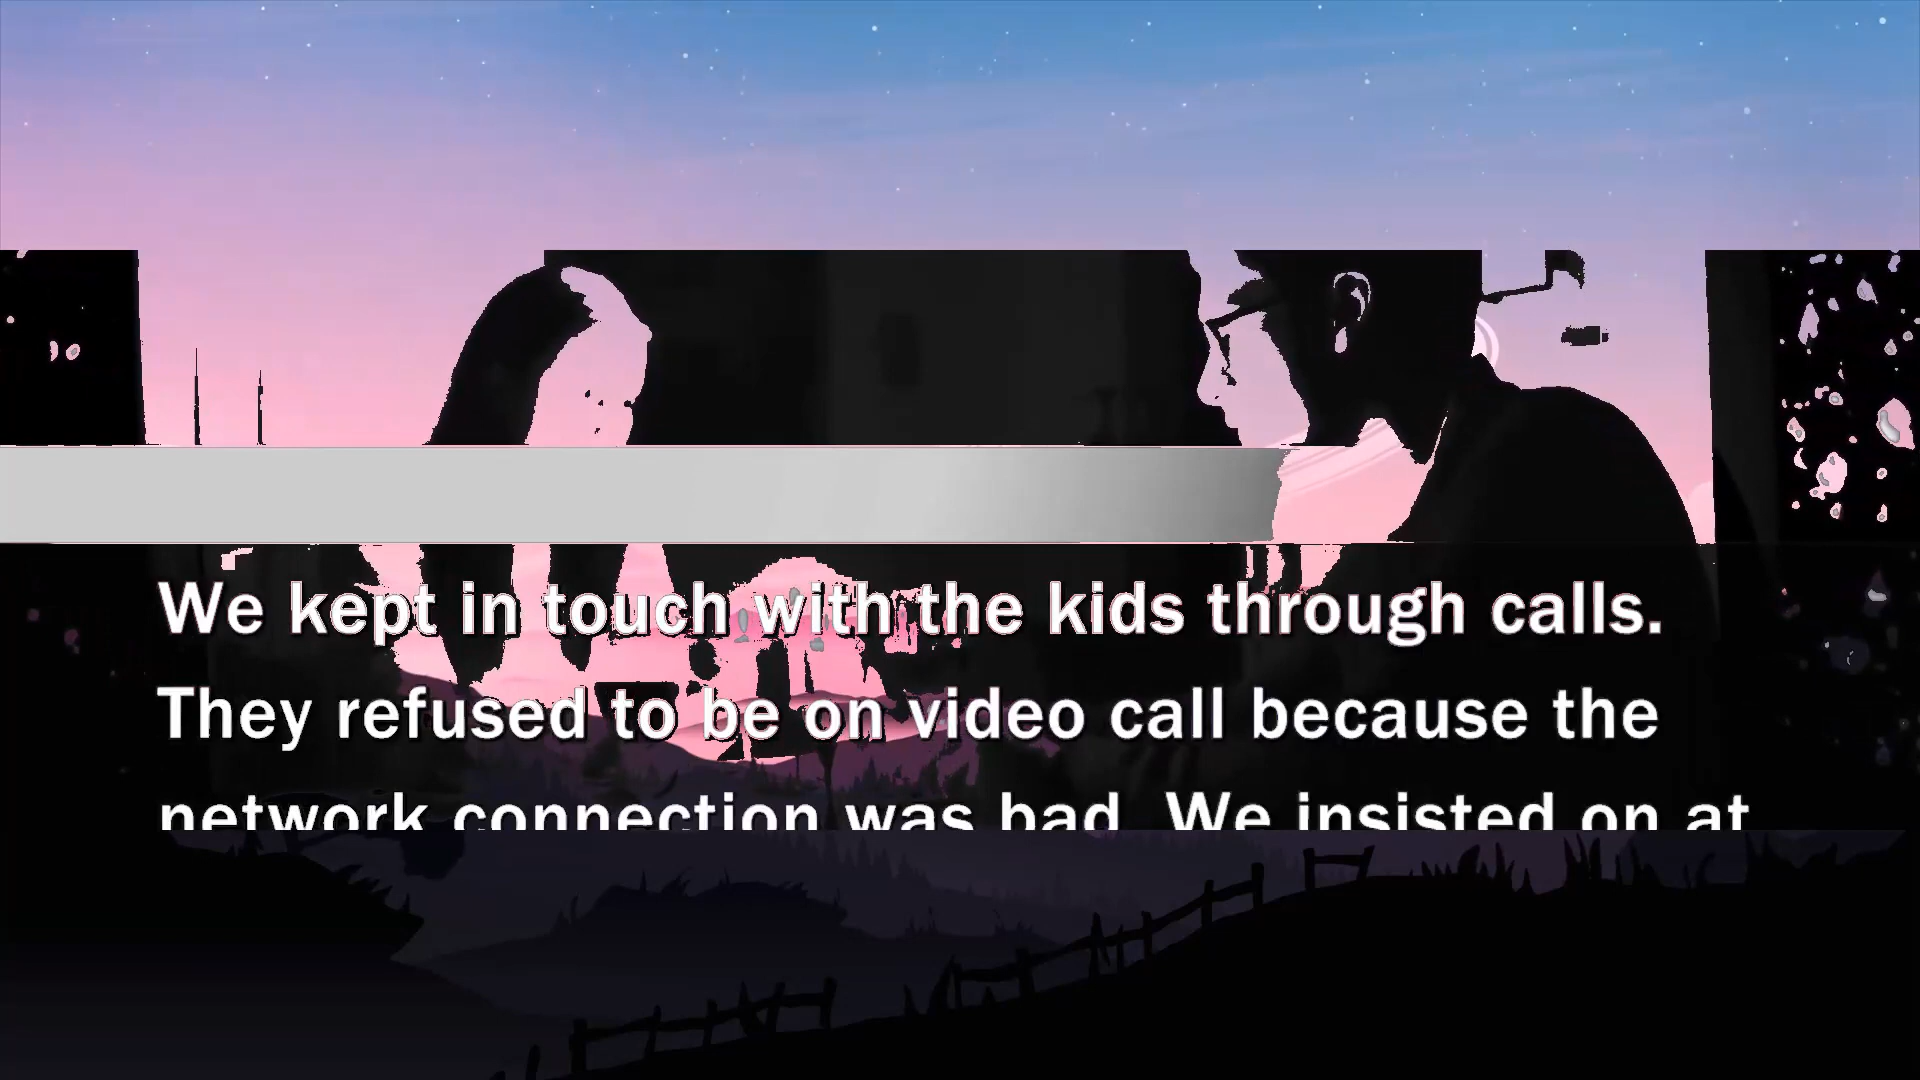 We kept in touch with the kids through calls.
They refused to be on video call because the
network connection was bad. We insisted on at